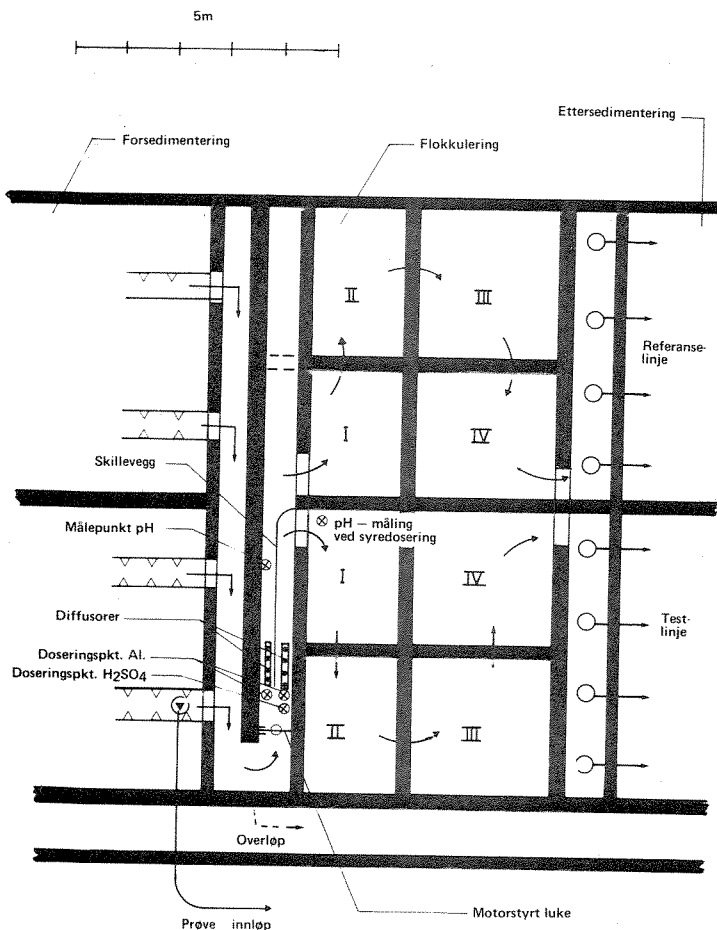 5m
Ettersedimentering
Forsedimentering
Flokkulering
II
III
Referanse-
linje
I
IV
Skillevegg
Målepunkt pH
pH – måling
ved syredosering
I
IV
Diffusorer
Test-
linje
Doseringspkt. Al.
Doseringspkt. H2SO4
II
III
Overløp
Motorstyrt luke
Prøve innløp